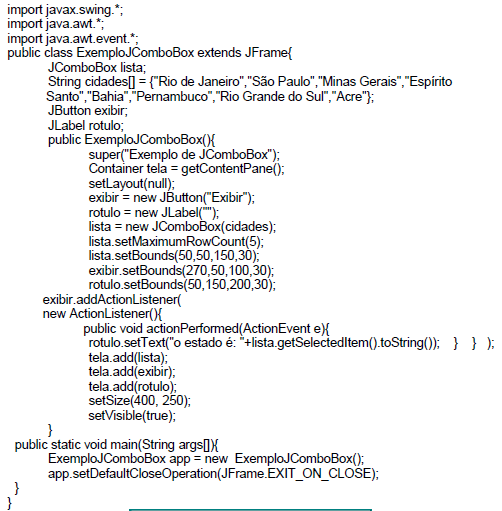 import javax.swing.*;
import java.awt.*;
import java.awt.event.*;
public class ExemploJComboBox extends JFrame{
JComboBox lista;
String cidades[] = {"Rio de Janeiro","São Paulo","Minas Gerais","Espírito
Santo","Bahia","Pernambuco","Rio Grande do Sul","Acre"};
JButton exibir;
JLabel rotulo;
public ExemploJComboBox(){
super("Exemplo de JComboBox");
Container tela = getContentPane();
setLayout(null);
exibir = new JButton("Exibir");
rotulo = new JLabel("");
lista = new JComboBox(cidades);
lista.setMaximumRowCount(5);
lista.setBounds(50,50,150,30);
exibir.setBounds(270,50,100,30);
rotulo.setBounds(50,150,200,30);
exibir.addActionListener(
new ActionListener(){
public void actionPerformed(ActionEvent e){
rotulo.setText("o estado é: "+lista.getSelectedItem().toString()); } } );
tela.add(lista);
tela.add(exibir);
tela.add(rotulo);
setSize(400, 250);
setVisible(true);
}
public static void main(String args[]){
ExemploJComboBox app = new ExemploJComboBox();
app.setDefaultCloseOperation(JFrame.EXIT_ON_CLOSE);
}
}